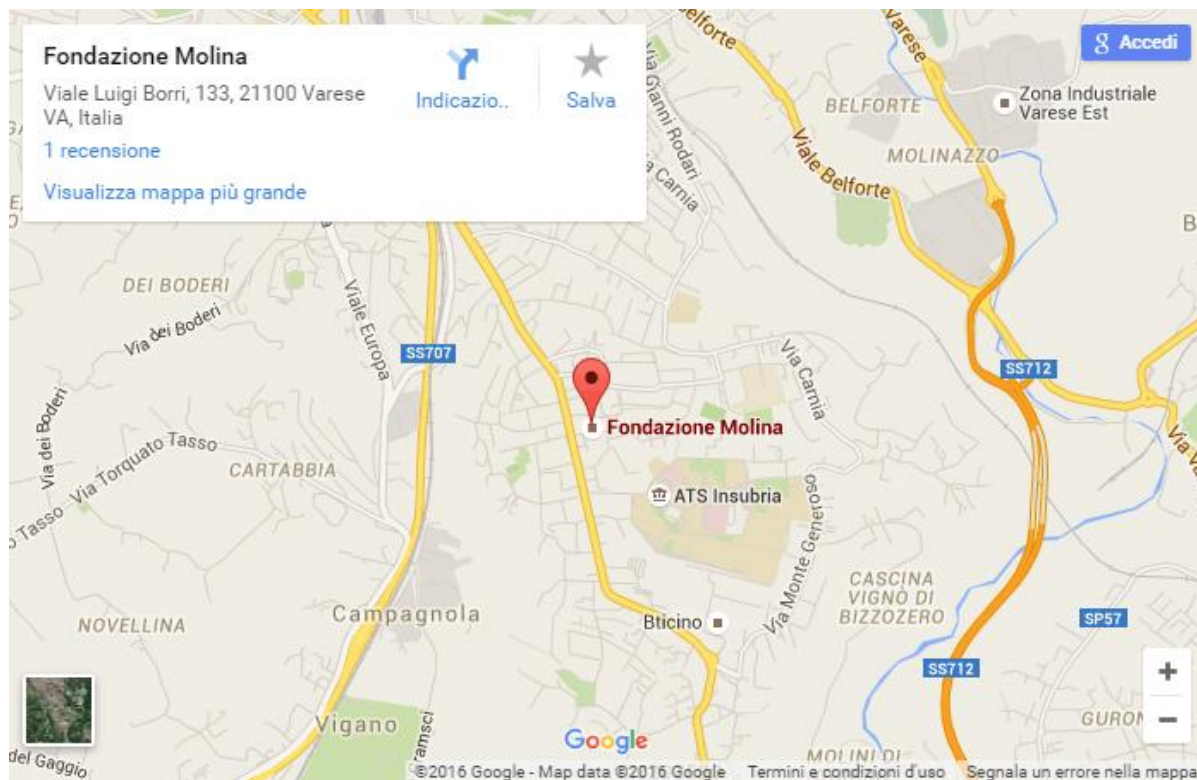 Fondazione Molina
Viale Luigi Borri, 133, 21100 Varese
VA, Italia
1 recensione
Visualizza mappa più grande
Indicazio..
Salva
Accedi
Belforte
Varese
Via Gianni Rodari
Via Carnia
BELFORTE
Zona Industriale
Varese Est
MOLINAZZO
Viale Belforte
DEI BODERI
Via dei Boderi
Viale Europa
SS707
SS712
Via Carnia
Via dei Boderi
Fondazione Molina
Via Torquato Tasso
Tasso
CARTABBIA
ATS Insubria
Via Monte Generoso
CASCINA
VIGNÒ DI
BIZZOZERO
Campagnola
NOVELLINA
Bticino
SP57
SS712
Vigano
Gramsci
del Gaggio
Google
MOLINI DI
©2016 Google - Map data ©2016 Google
Termini e condizioni d'uso
Segnala un errore nella mappa